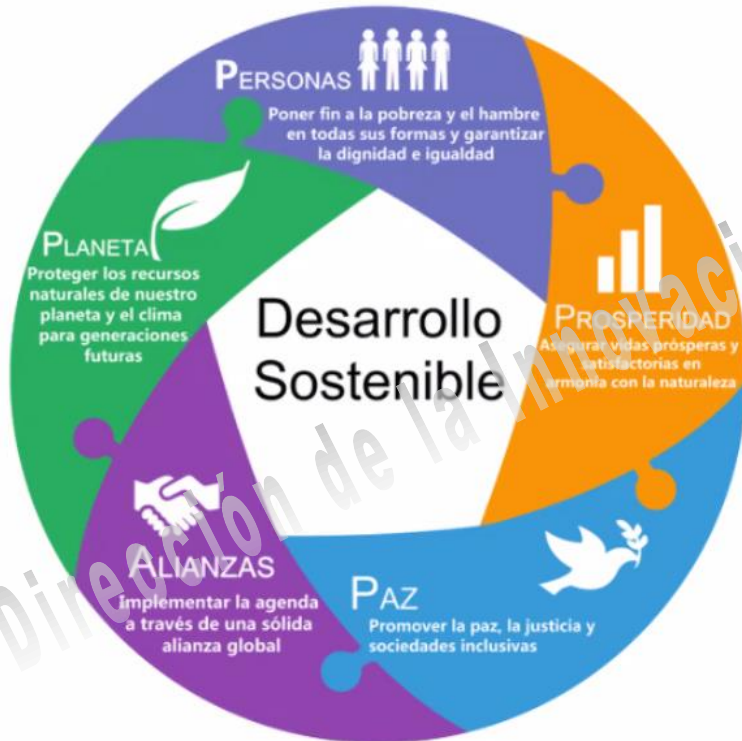 PERSONAS
Poner fin a la pobreza y el hambre
en todas sus formas y garantizar
la dignidad e igualdad
PROSPERIDAD
Asegurar vidas prósperas y
satisfactorias en
armonía con la naturaleza
PAZ
Promover la paz, la justicia y
sociedades inclusivas
ALIANZAS
Implementar la agenda
a través de una sólida
alianza global
PLANETA
Proteger los recursos
naturales de nuestro
planeta y el clima
para generaciones
futuras
Desarrollo
Sostenible
Dirección de la Innovaci